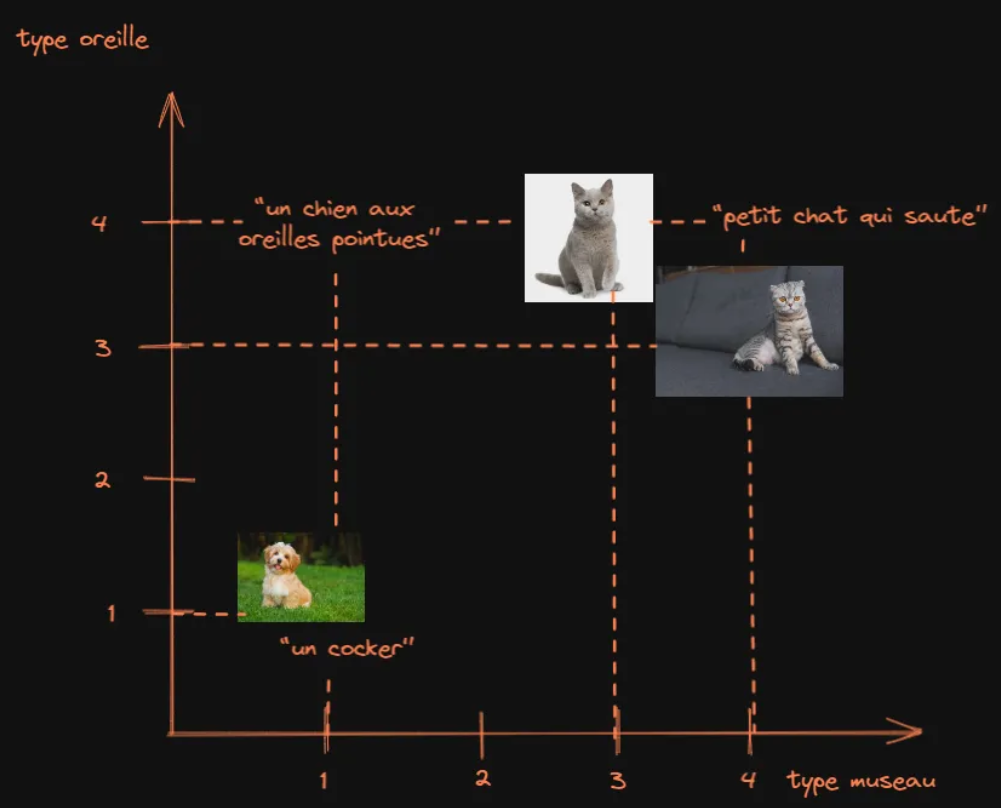 type oreille
4
"un chien aux
oreilles pointues"
"petit chat qui saute"
3
2
1
"un cocker"
1
2
3
4
type museau